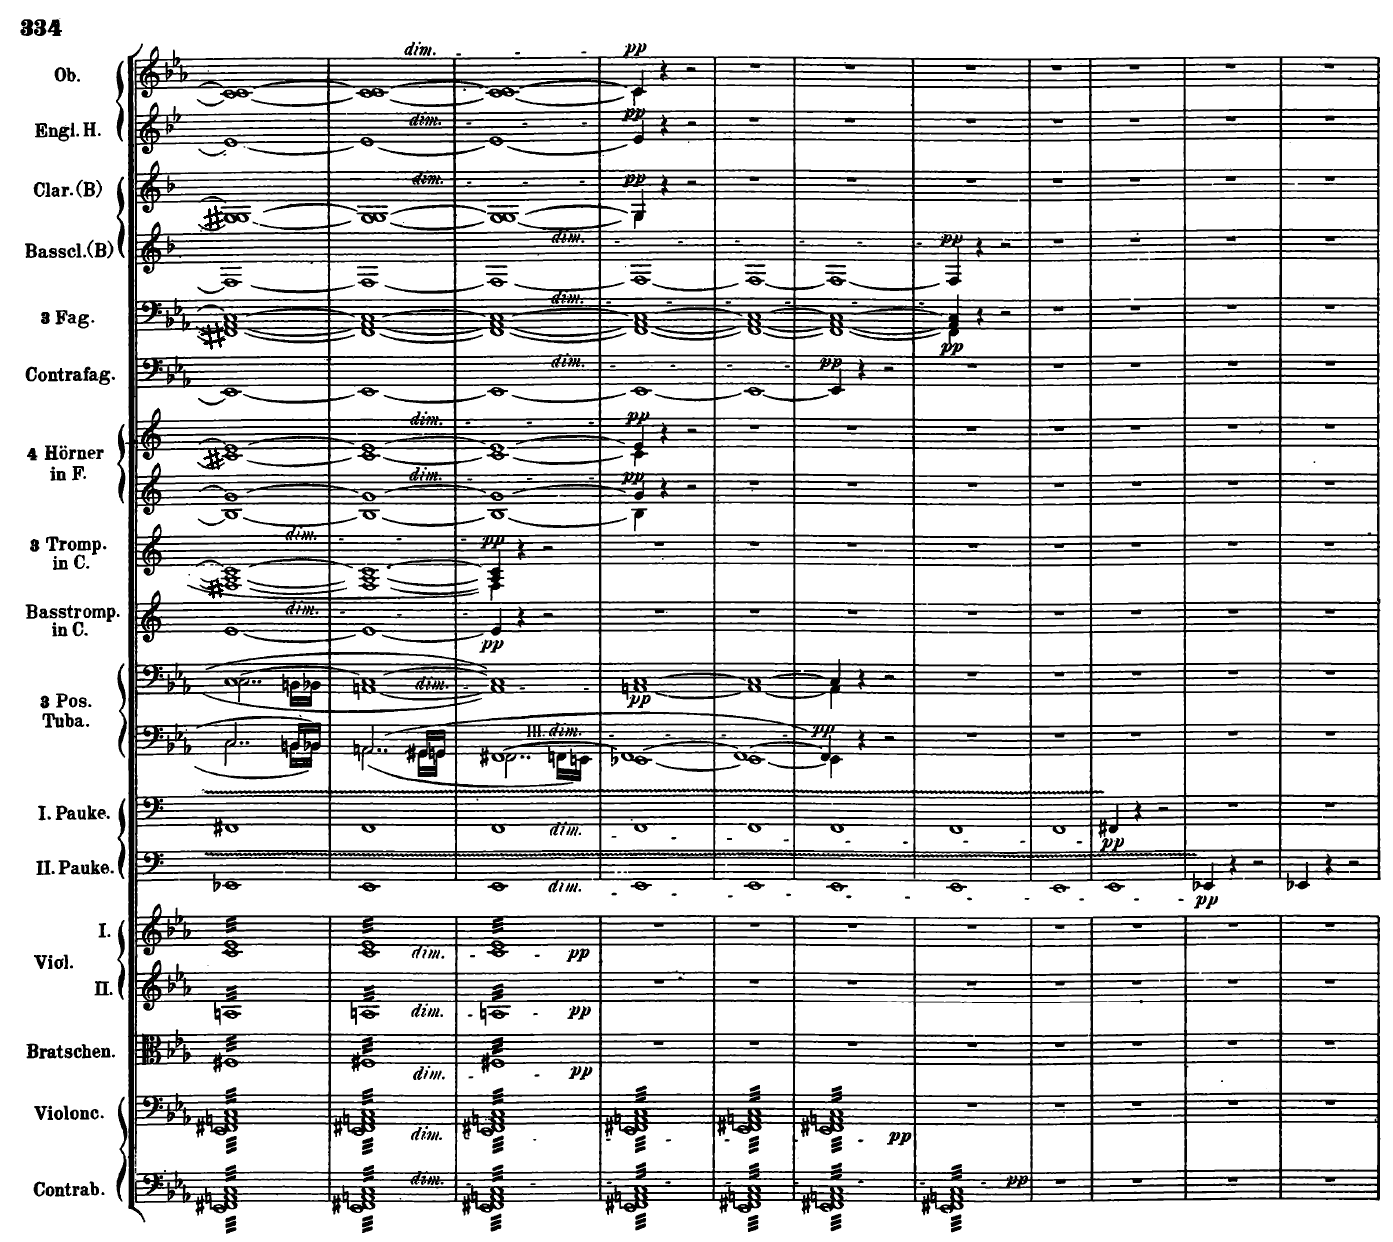 334
dim. pp
Ob.
dim. pp
Engl. H.
dim. pp
Clar. (B)
dim. pp
Basscl. (B)
dim.
3 Fag.
pp
dim. pp
Contrafag.
dim. pp
4 Hörner
in F.
dim. pp
dim. pp
3 Tromp.
in C.
dim.
Basstromp.
in C.
pp
dim.
3 Pos.
pp
Tuba.
III. dim. pp
I. Pauke.
dim.
pp
II. Pauke.
dim.
pp
I.
dim. pp
Viol.
II.
dim. pp
Bratschen.
dim. pp
Violonc.
dim. pp
dim. pp
Contrab.